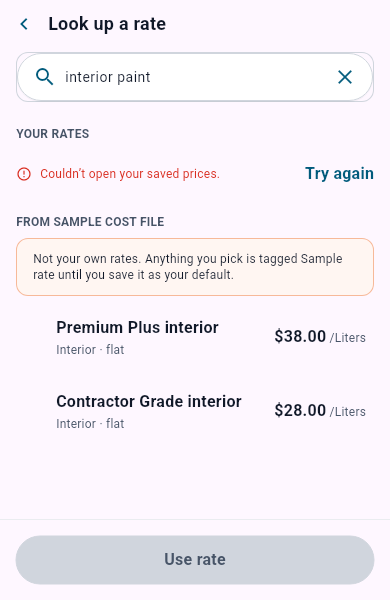 Look up a rate
interior paint
YOUR RATES
Couldn't open your saved prices.
Try again
FROM SAMPLE COST FILE
Not your own rates. Anything you pick is tagged Sample
rate until you save it as your default.
Premium Plus interior
$38.00 /Liters
Interior · flat
Contractor Grade interior
$28.00 /Liters
Interior · flat
Use rate